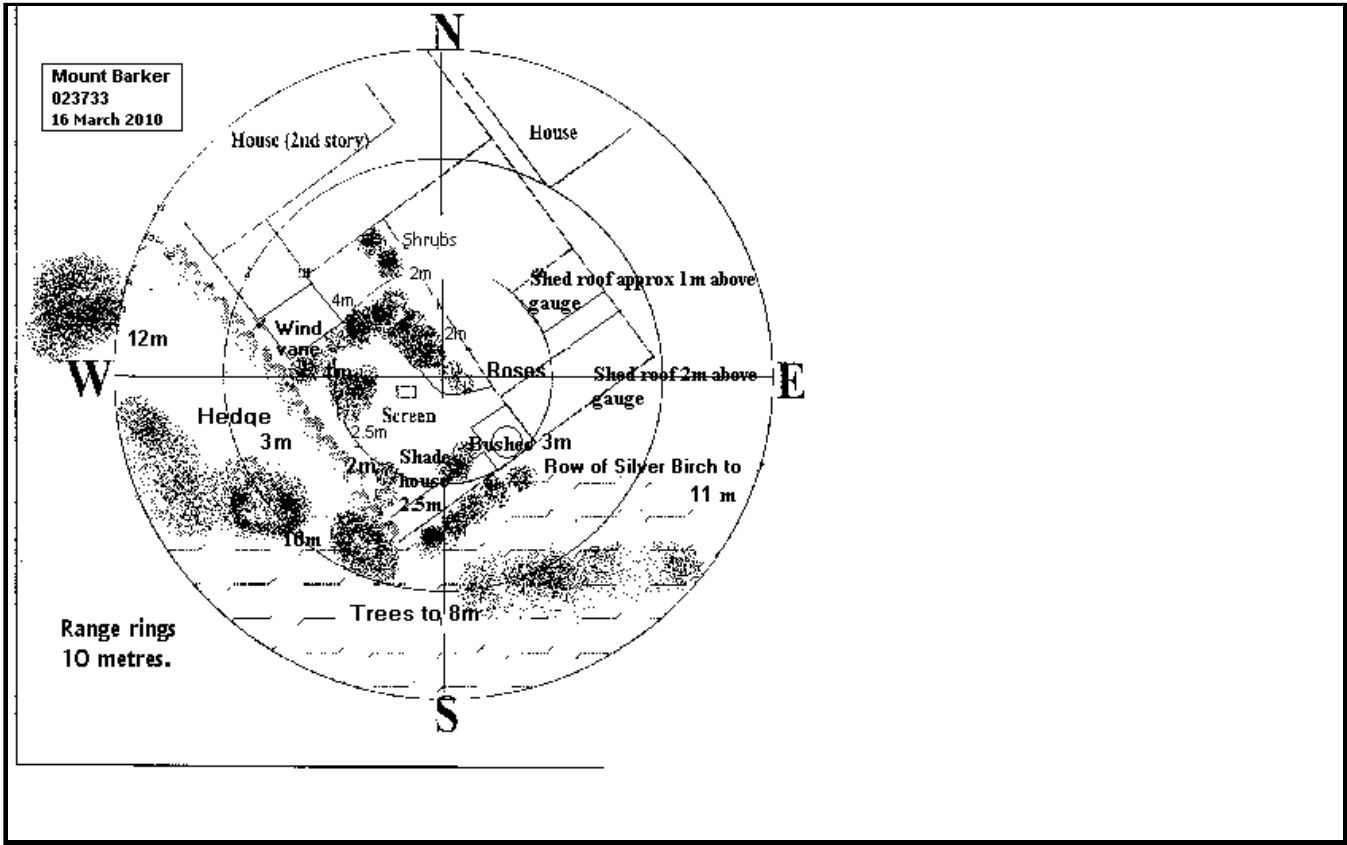 N
Mount Barker
023733
16 March 2010
House (2nd story)
House
Shrubs
2m
Shed roof approx 1m above
gauge
4m
12m
Wind
vane
2m
W
4m
Roses
Shed roof 2m above
gauge
E
Hedge
Screen
3m
2.5m
Bushes
3m
2m
Shade
house
2.5m
Row of Silver Birch to
11 m
10m
Trees to 8m
Range rings
10 metres.
S